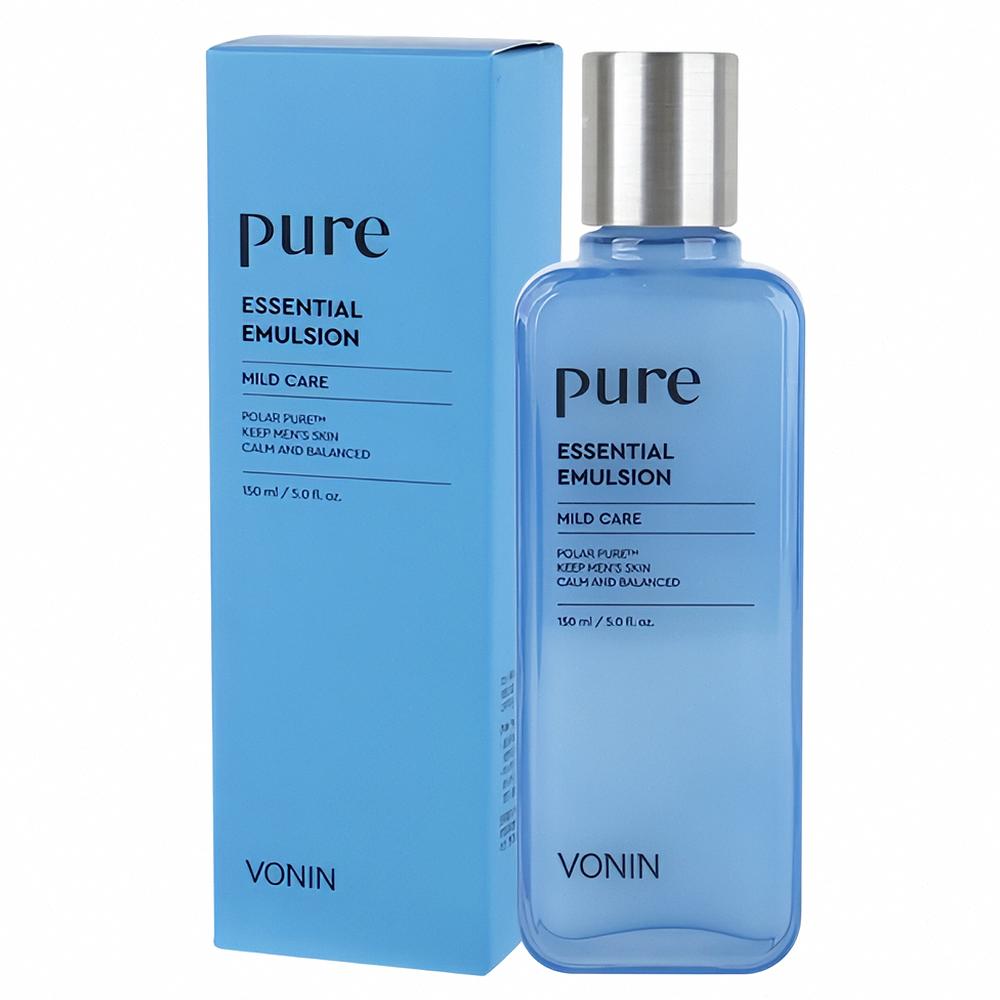 pure
ESSENTIAL
EMULSION
MILD CARE
POLAR PURE™
KEEP MEN'S SKIN
CALM AND BALANCED
150 ml / 5.0 fl. oz.
VONIN
pure
ESSENTIAL
EMULSION
MILD CARE
POLAR PURE™
KEEP MEN'S SKIN
CALM AND BALANCED
150 ml / 5.0 fl. oz.
VONIN